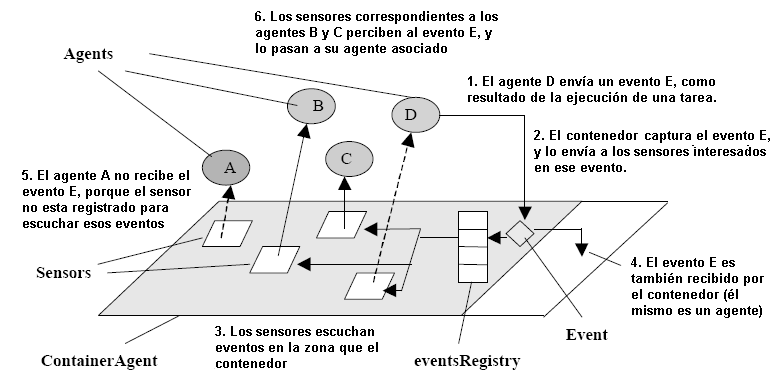 6. Los sensores correspondientes a los
agentes B y C perciben al evento E, y
lo pasan a su agente asociado
Agents
1. El agente D envía un evento E, como
resultado de la ejecución de una tarea.
B
D
2. El contenedor captura el evento E,
y lo envía a los sensores interesados
en ese evento.
A
C
5. El agente A no recibe el
evento E, porque el sensor
no esta registrado para
escuchar esos eventos
Sensors
4. El evento E es
también recibido por
el contenedor (él
mismo es un agente)
3. Los sensores escuchan
eventos en la zona que el
contenedor
Event
ContainerAgent
eventsRegistry